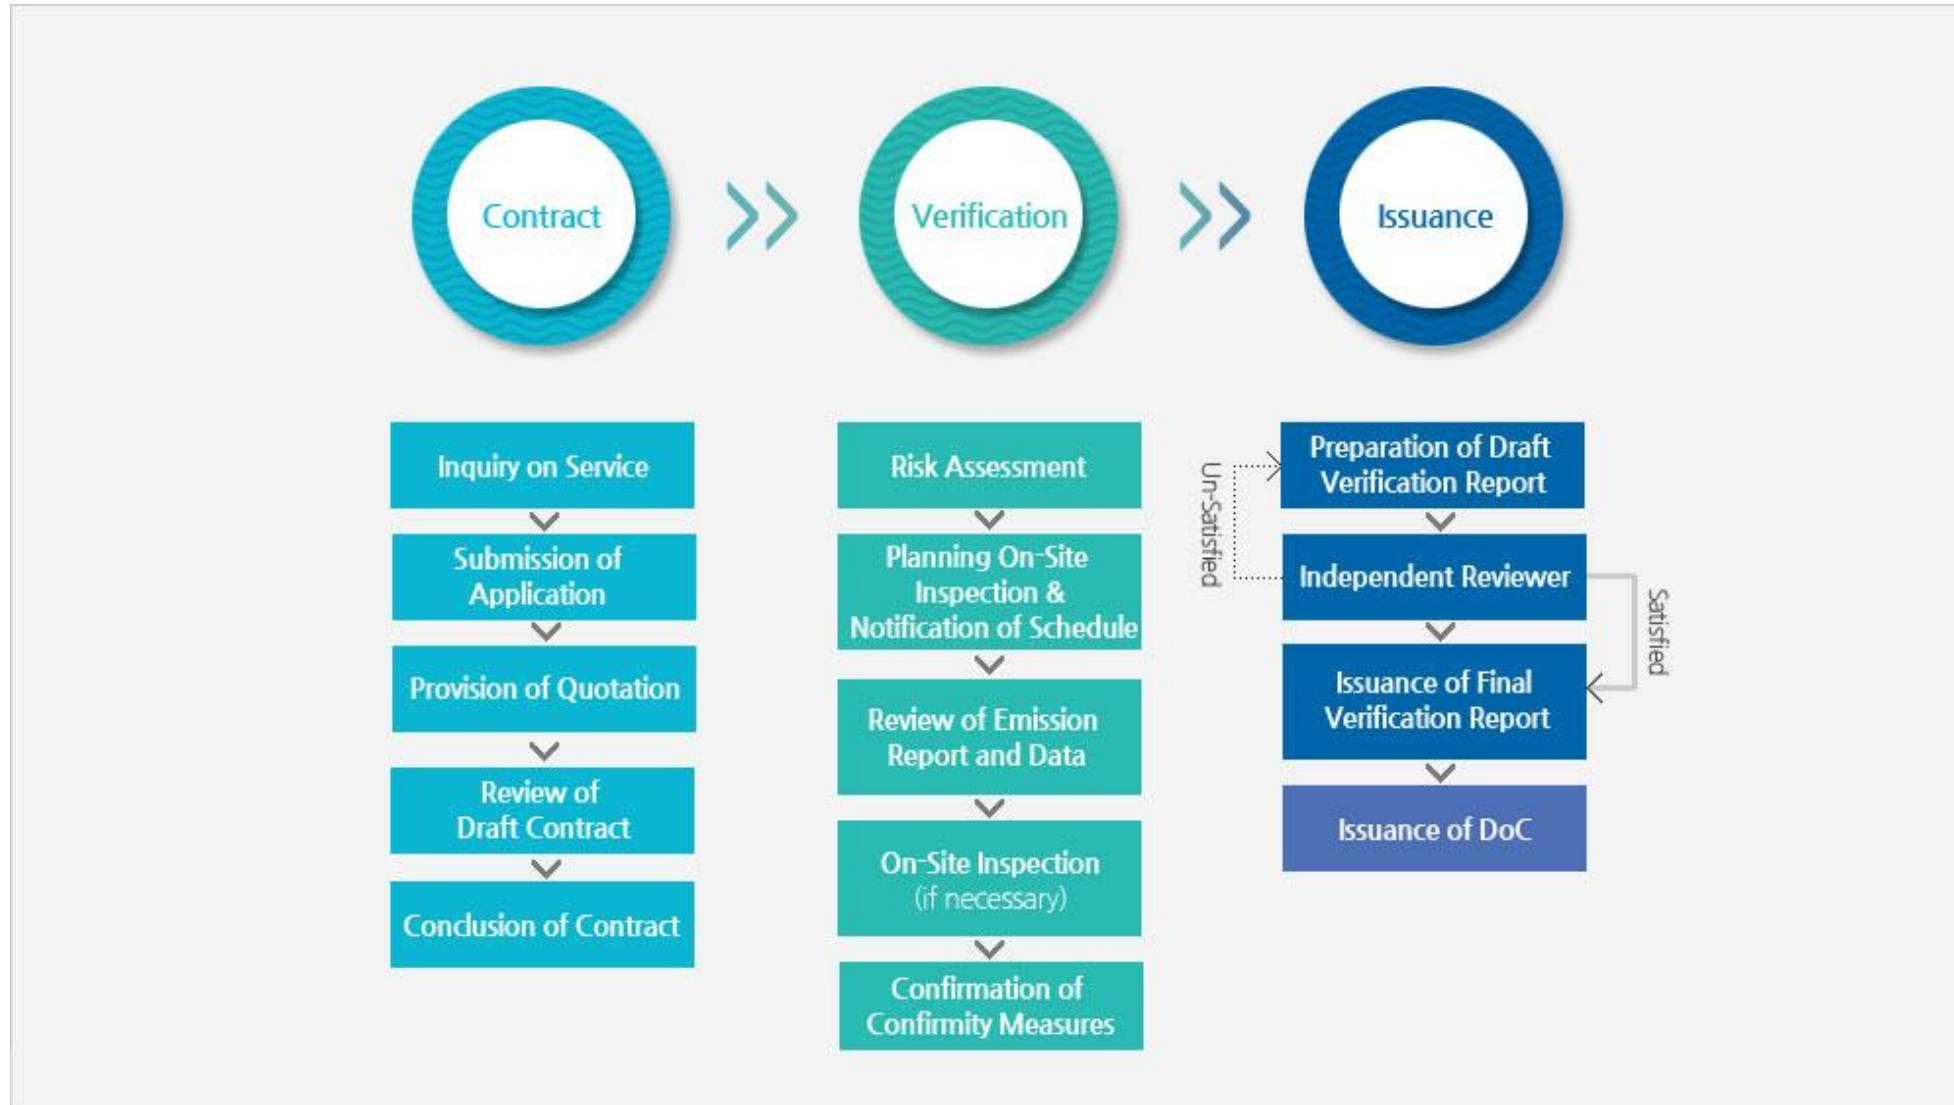 Contract
Verification
Issuance
Inquiry on Service
Submission of
Application
Provision of Quotation
Review of
Draft Contract
Conclusion of Contract
Risk Assessment
Planning On-Site
Inspection &
Notification of Schedule
Review of Emission
Report and Data
On-Site Inspection
(if necessary)
Confirmation of
Confirmity Measures
Preparation of Draft
Verification Report
Un-Satisfied
Independent Reviewer
Satisfied
Issuance of Final
Verification Report
Issuance of DoC